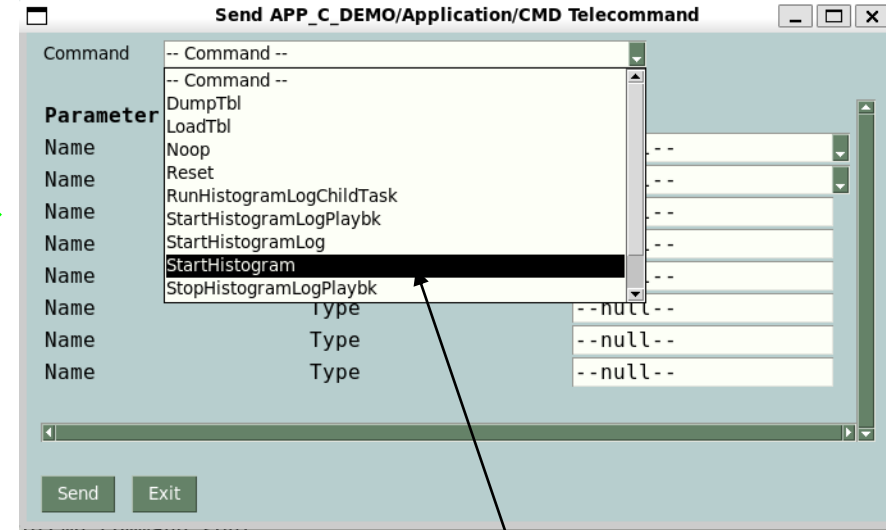 Send APP_C_DEMO/Application/CMD Telecommand
Command -- Command --
-- Command --
DumpTbl
Parameter
LoadTbl
Name Noop --
Name Reset --
RunHistogramLogChildTask
Name StartHistogramLogPlaybk --
Name StartHistogramLog --
StartHistogram
Name StopHistogramLogPlaybk --
Name Type --null--
Name Type --null--
Name Type --null--
Send Exit